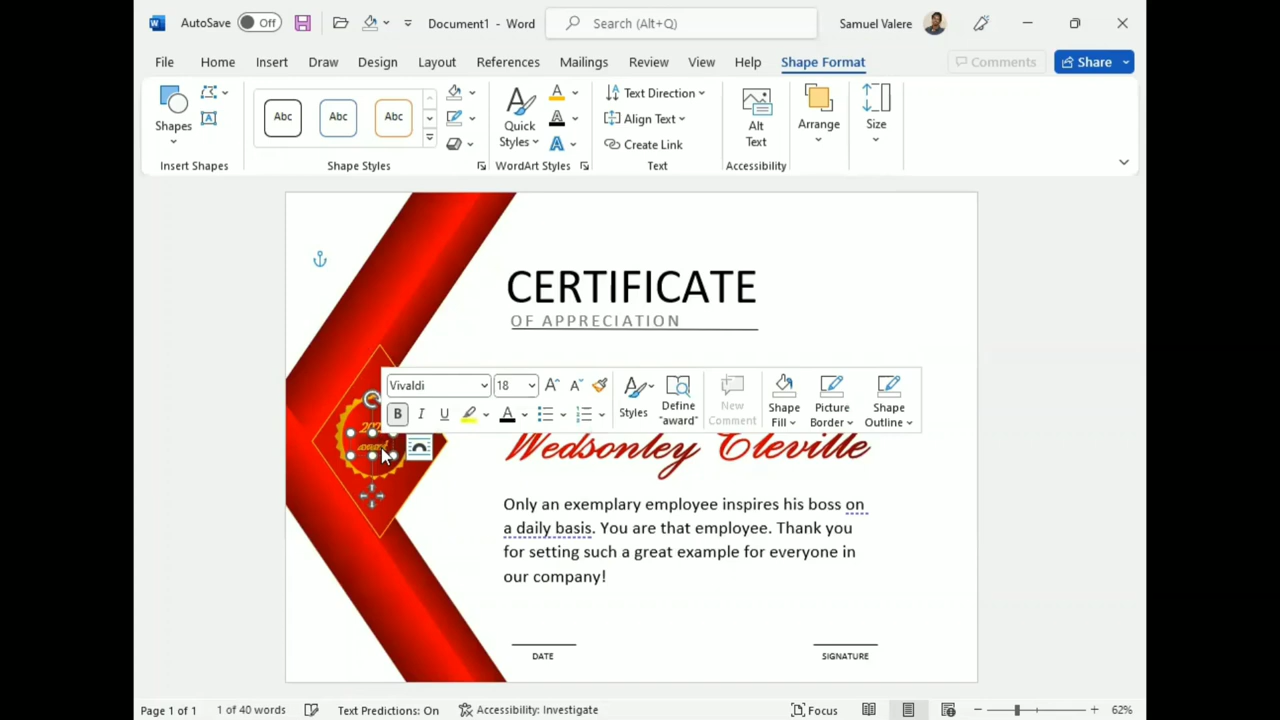 AutoSave Off Document1 - Word Search (Alt+Q) Samuel Valere
File Home Insert Draw Design Layout References Mailings Review View Help Shape Format Comments Share
Shapes
Insert Shapes
Abc Abc Abc
Shape Styles
Quick
Styles
WordArt Styles
Text Direction
Align Text
Create Link
Text
Alt
Text
Accessibility
Arrange
Size
CERTIFICATE
OF APPRECIATION
Vivaldi 18
B I U
Styles
Define
"award"
New
Comment
Shape
Fill
Picture
Border
Shape
Outline
award
Wedsonley Cleville
Only an exemplary employee inspires his boss on
a daily basis. You are that employee. Thank you
for setting such a great example for everyone in
our company!
DATE SIGNATURE
Page 1 of 1 1 of 40 words Text Predictions: On Accessibility: Investigate Focus 62%